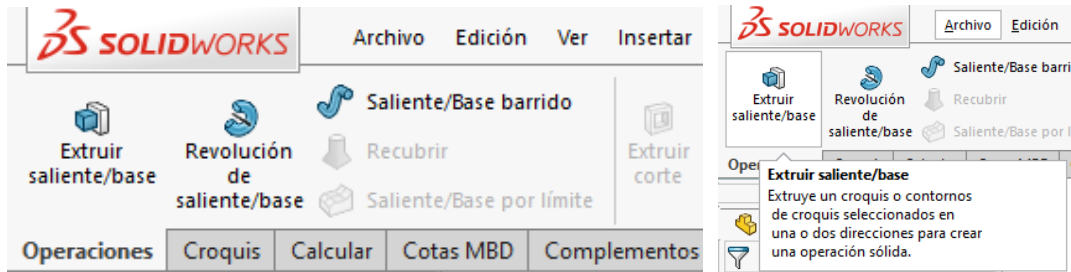 SOLIDWORKS Archivo Edición Ver Insertar
Extruir saliente/base
Revolución de saliente/base
Saliente/Base barrido
Recubrir
Saliente/Base por límite
Extruir corte
Operaciones Croquis Calcular Cotas MBD Complementos
SOLIDWORKS Archivo Edición
Extruir saliente/base
Revolución de saliente/base
Saliente/Base barri
Recubrir
Saliente/Base por l
Oper
Extruir saliente/base
Extruye un croquis o contornos
de croquis seleccionados en
una o dos direcciones para crear
una operación sólida.